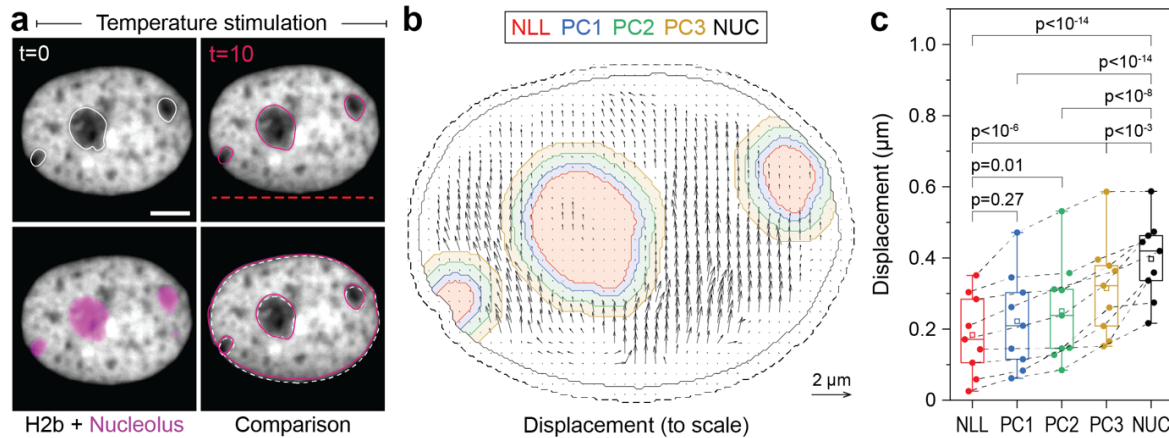 a
Temperature stimulation
t=0
t=10
H2b + Nucleolus
Comparison
b
NLL PC1 PC2 PC3 NUC
2 μm
Displacement (to scale)
c
Displacement (μm)
1.0
0.8
0.6
0.4
0.2
0
p<10-14
p<10-14
p<10-8
p<10-6
p<10-3
p=0.01
p=0.27
NLL PC1 PC2 PC3 NUC